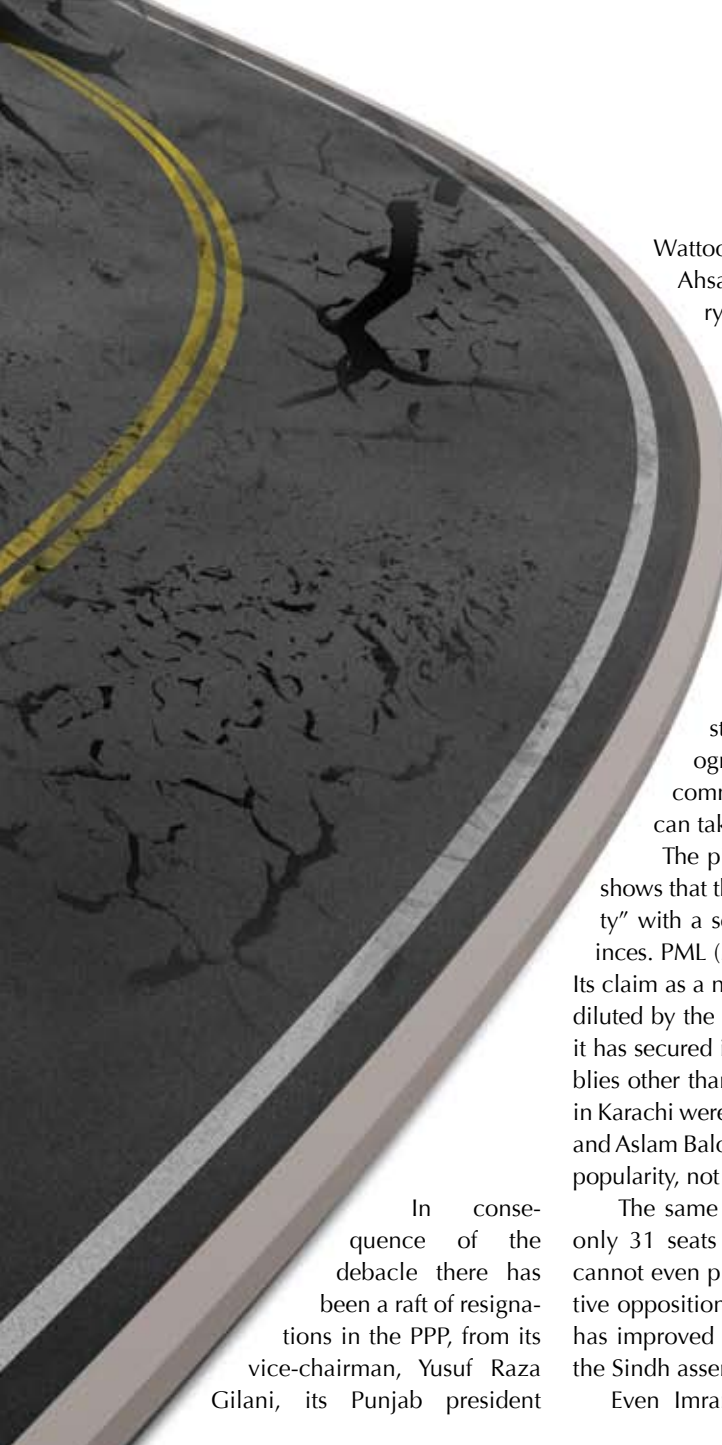 In conse-
quence of the
debacle there has
been a raft of resigna-
tions in the PPP, from its
vice-chairman, Yusuf Raza
Gilani, its Punjab president
Wattoo
Ahsa
ry
st
ogr
comm
can tak
The p
shows that th
ty” with a se
inces. PML (
Its claim as a n
diluted by the
it has secured i
blies other than
in Karachi were
and Aslam Balo
popularity, not
The same
only 31 seats
cannot even p
tive opposition
has improved
the Sindh asse
Even Imra